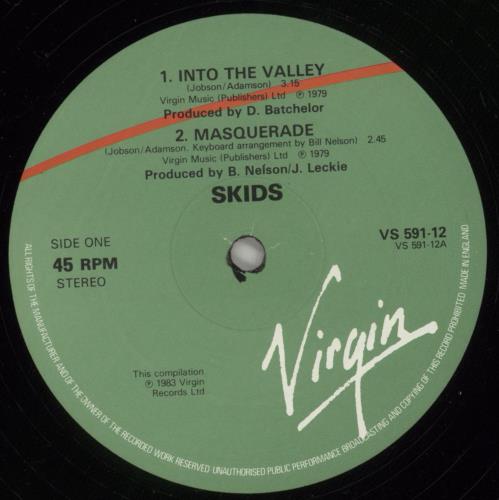 1. INTO THE VALLEY
(Jobson/Adamson) 3.15
Virgin Music (Publishers) Ltd ℗ 1979
Produced by D. Batchelor
2. MASQUERADE
(Jobson/Adamson. Keyboard arrangement by Bill Nelson) 2.45
Virgin Music (Publishers) Ltd ℗ 1979
Produced by B. Nelson/J. Leckie
SKIDS
SIDE ONE
45 RPM
STEREO
VS 591-12
VS 591-12A
Virgin
This compilation
℗ 1983 Virgin
Records Ltd
ALL RIGHTS OF THE MANUFACTURER AND OF THE OWNER OF THE RECORDED WORK RESERVED UNAUTHORISED PUBLIC PERFORMANCE BROADCASTING AND COPYING OF THIS RECORD PROHIBITED MADE IN ENGLAND